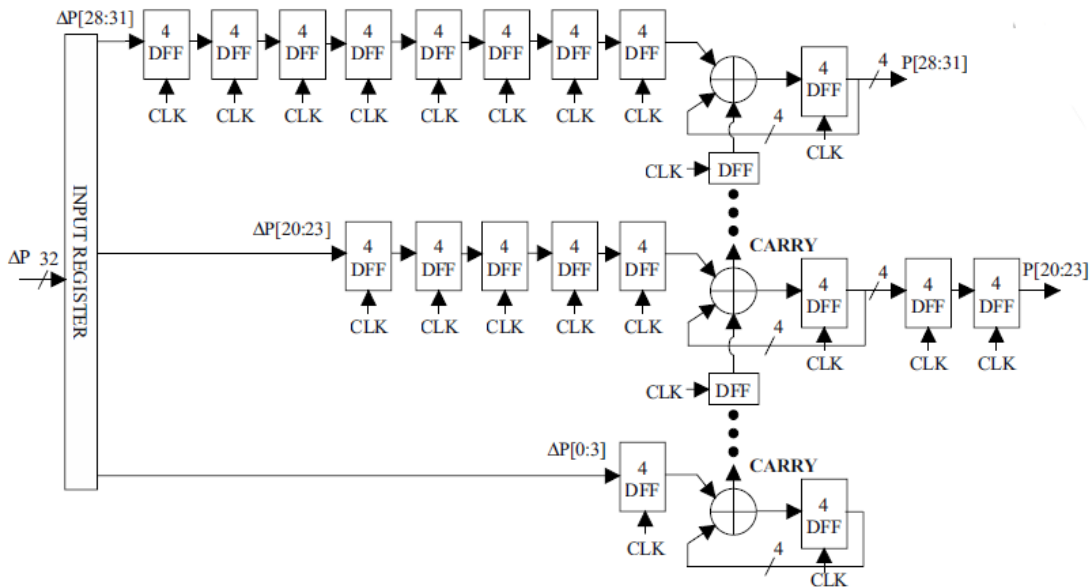 ΔP[28:31]
4 DFF 4 DFF 4 DFF 4 DFF 4 DFF 4 DFF 4 DFF 4 DFF
4 DFF
4
P[28:31]
CLK CLK CLK CLK CLK CLK CLK CLK
4
CLK
CLK
DFF
INPUT REGISTER
ΔP 32
ΔP[20:23]
4 DFF 4 DFF 4 DFF 4 DFF 4 DFF
CARRY
4 DFF
4
4 DFF 4 DFF
P[20:23]
CLK CLK CLK CLK CLK
4
CLK CLK CLK
CLK
DFF
ΔP[0:3]
4 DFF
CARRY
4 DFF
CLK
4
CLK